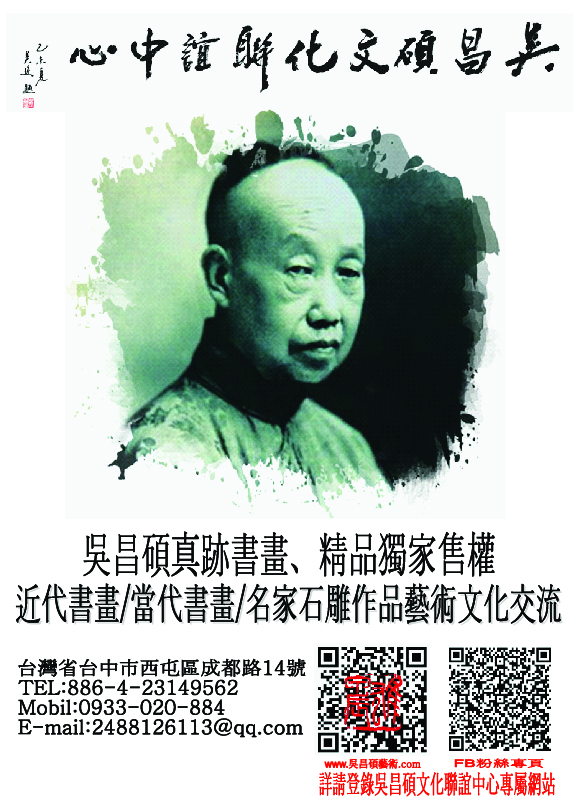 吳昌碩文化聯誼中心
乙未夏
吳越題
吳昌碩真跡書畫、精品獨家售權
近代書畫/當代書畫/名家石雕作品藝術文化交流
台灣省台中市西屯區成都路14號
TEL:886-4-23149562
Mobil:0933-020-884
E-mail:2488126113@qq.com
www.吳昌碩藝術.com
FB粉絲專頁
詳請登錄吳昌碩文化聯誼中心專屬網站